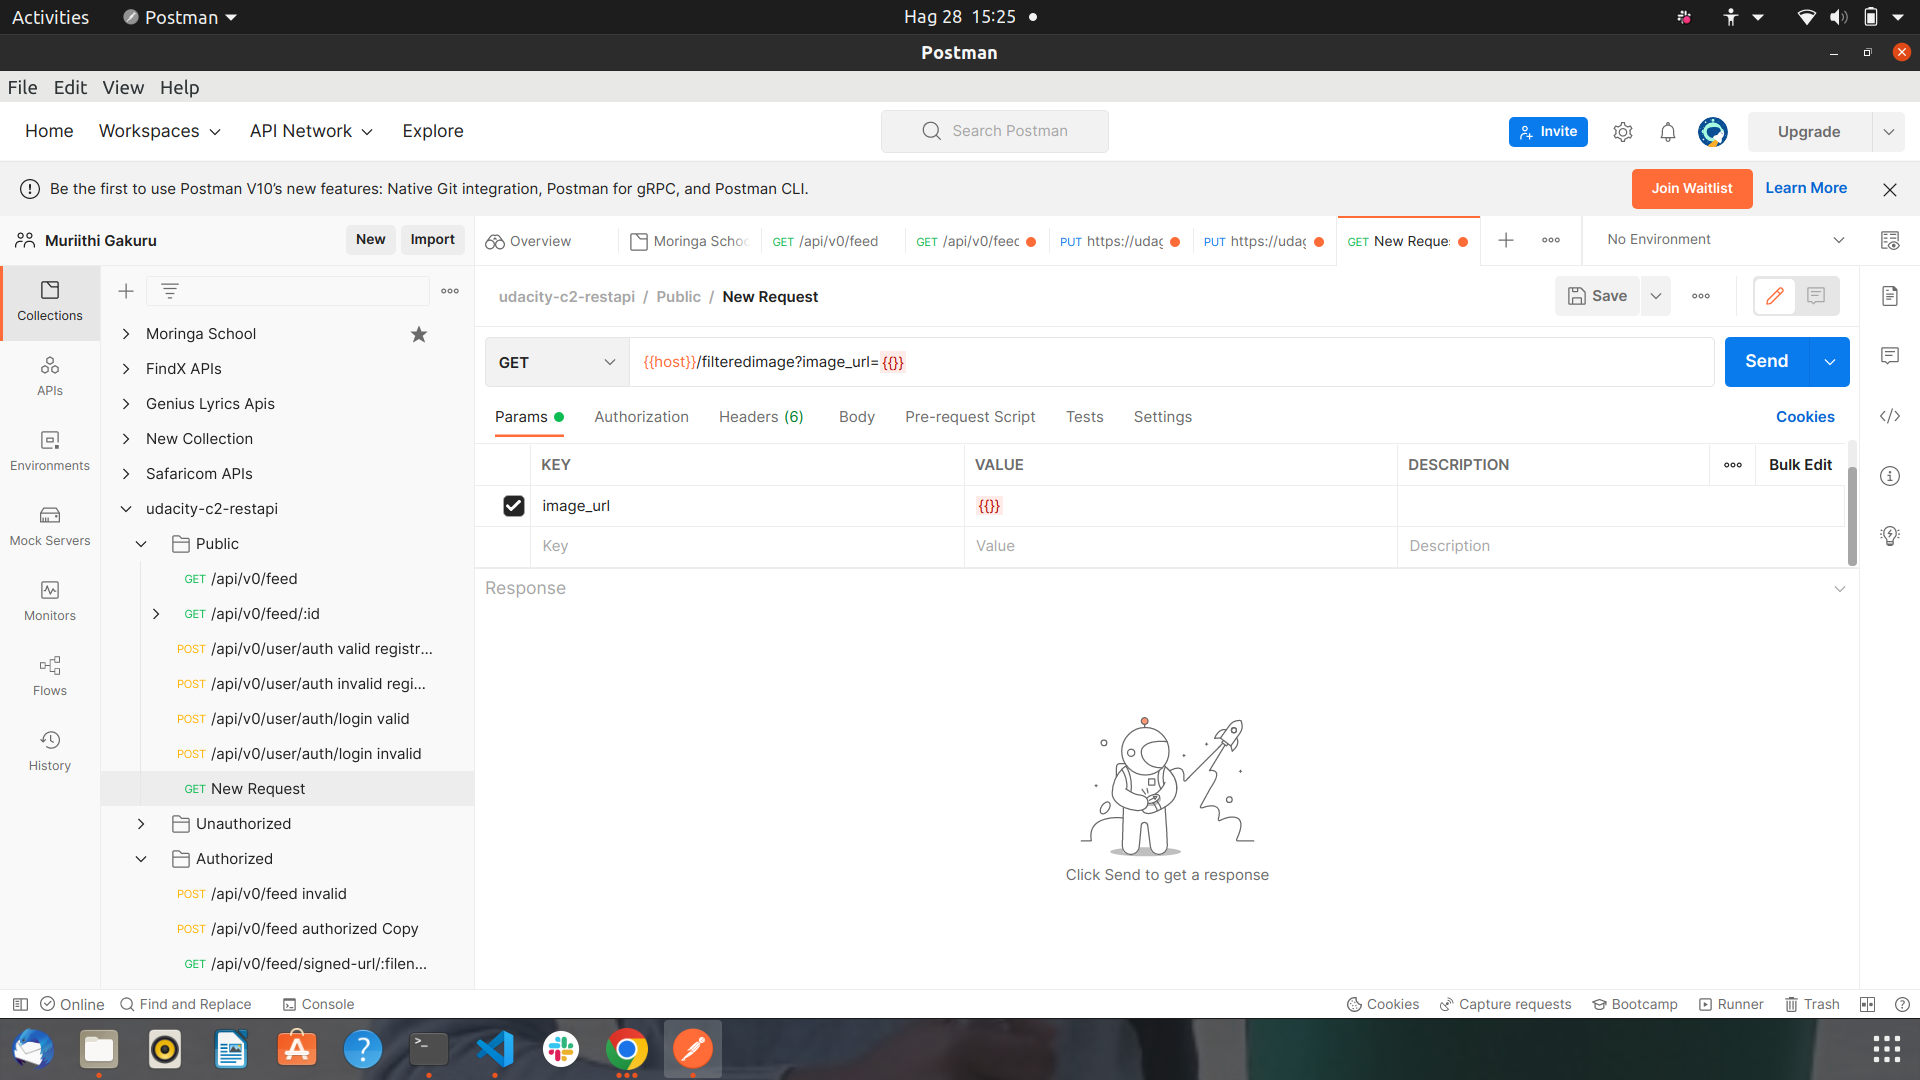 Activities
Postman
Hag 28 15:25
Postman
File Edit View Help
Home
Workspaces
API Network
Explore
Search Postman
Invite
Upgrade
Be the first to use Postman V10's new features: Native Git integration, Postman for gRPC, and Postman CLI.
Join Waitlist
Learn More
Muriithi Gakuru
New
Import
Overview
Moringa Schoo
GET /api/v0/feed
GET /api/v0/feed
PUT https://udag
PUT https://udag
GET New Reques
No Environment
Collections
APIs
Environments
Mock Servers
Monitors
Flows
History
Moringa School
FindX APIs
Genius Lyrics Apis
New Collection
Safaricom APIs
udacity-c2-restapi
Public
GET /api/v0/feed
GET /api/v0/feed/:id
POST /api/v0/user/auth valid registr...
POST /api/v0/user/auth invalid regi...
POST /api/v0/user/auth/login valid
POST /api/v0/user/auth/login invalid
GET New Request
Unauthorized
Authorized
POST /api/v0/feed invalid
POST /api/v0/feed authorized Copy
GET /api/v0/feed/signed-url/:filen...
udacity-c2-restapi / Public / New Request
Save
GET
{{host}}/filteredimage?image_url={{}}
Send
Params
Authorization
Headers (6)
Body
Pre-request Script
Tests
Settings
Cookies
KEY
VALUE
DESCRIPTION
Bulk Edit
image_url
{{}}
Key
Value
Description
Response
Click Send to get a response
Online
Find and Replace
Console
Cookies
Capture requests
Bootcamp
Runner
Trash